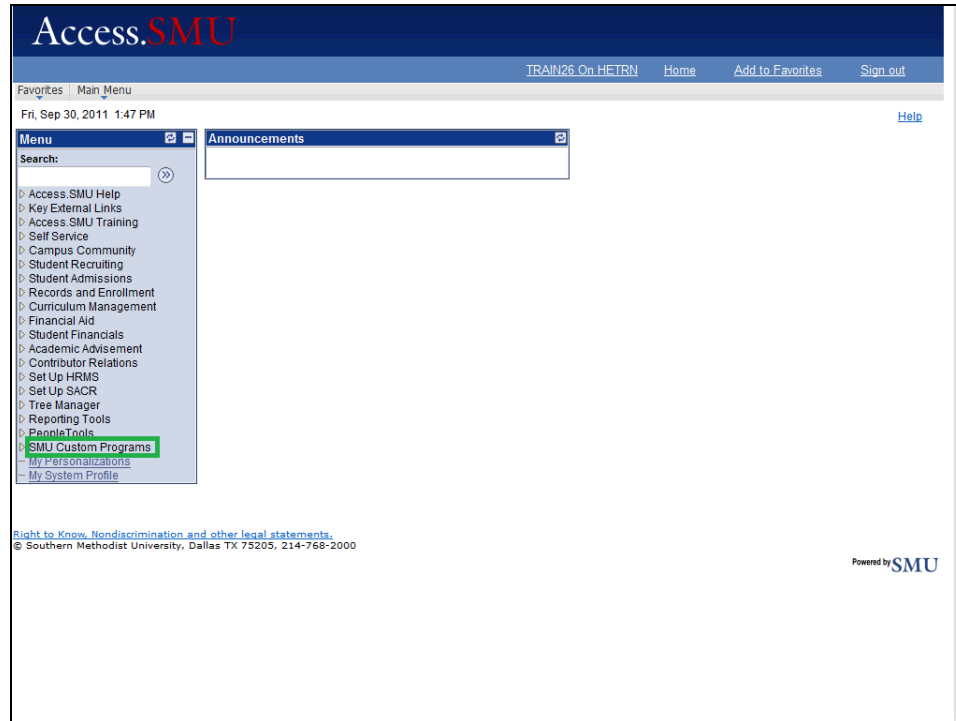 Access.SMU
TRAIN26 On HETRN Home Add to Favorites Sign out
Favorites Main Menu
Fri, Sep 30, 2011 1:47 PM
Help
Menu
Search:
Access.SMU Help
Key External Links
Access.SMU Training
Self Service
Campus Community
Student Recruiting
Student Admissions
Records and Enrollment
Curriculum Management
Financial Aid
Student Financials
Academic Advisement
Contributor Relations
Set Up HRMS
Set Up SACR
Tree Manager
Reporting Tools
PeopleTools
SMU Custom Programs
My Personalizations
My System Profile
Announcements
Right to Know, Nondiscrimination and other legal statements.
© Southern Methodist University, Dallas TX 75205, 214-768-2000
Powered by SMU